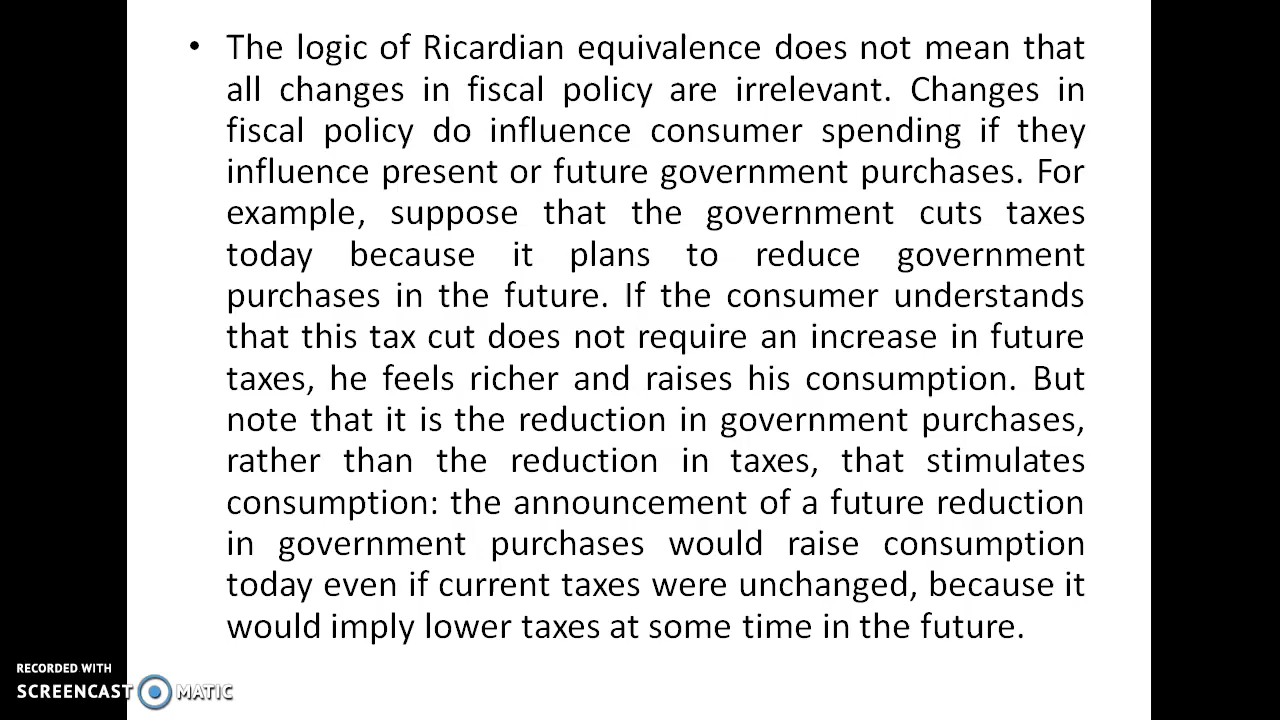 • The logic of Ricardian equivalence does not mean that
all changes in fiscal policy are irrelevant. Changes in
fiscal policy do influence consumer spending if they
influence present or future government purchases. For
example, suppose that the government cuts taxes
today because it plans to reduce government
purchases in the future. If the consumer understands
that this tax cut does not require an increase in future
taxes, he feels richer and raises his consumption. But
note that it is the reduction in government purchases,
rather than the reduction in taxes, that stimulates
consumption: the announcement of a future reduction
in government purchases would raise consumption
today even if current taxes were unchanged, because it
would imply lower taxes at some time in the future.
RECORDED WITH
SCREENCAST MATIC